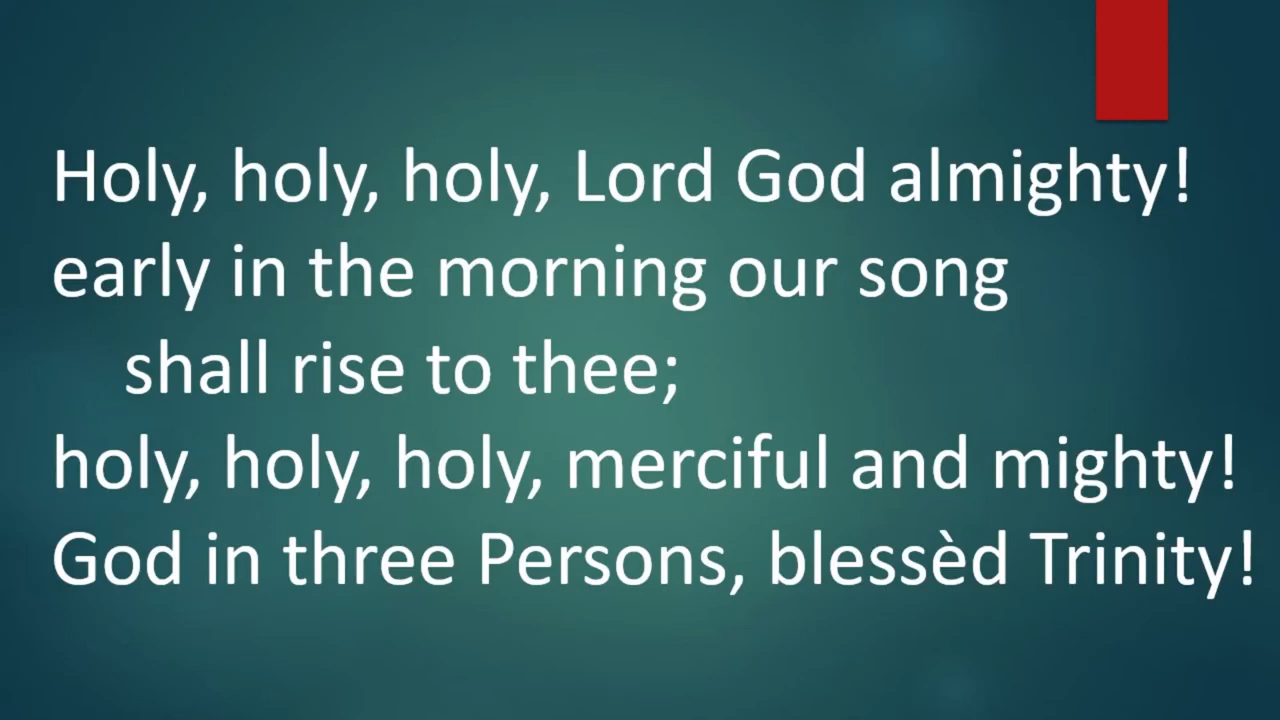 Holy, holy, holy, Lord God almighty!
early in the morning our song
shall rise to thee;
holy, holy, holy, merciful and mighty!
God in three Persons, blessèd Trinity!